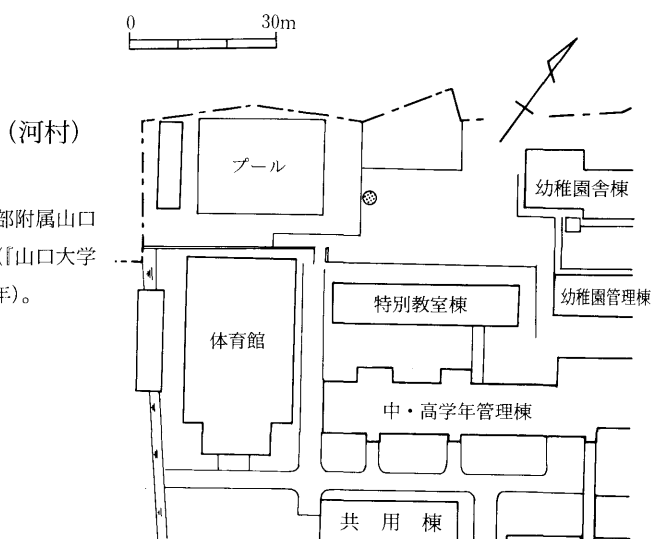 0 30m
(河村)
プール
幼稚園舎棟
部附属山口
(『山口大学
年)。
幼稚園管理棟
特別教室棟
体育館
中・高学年管理棟
共用棟